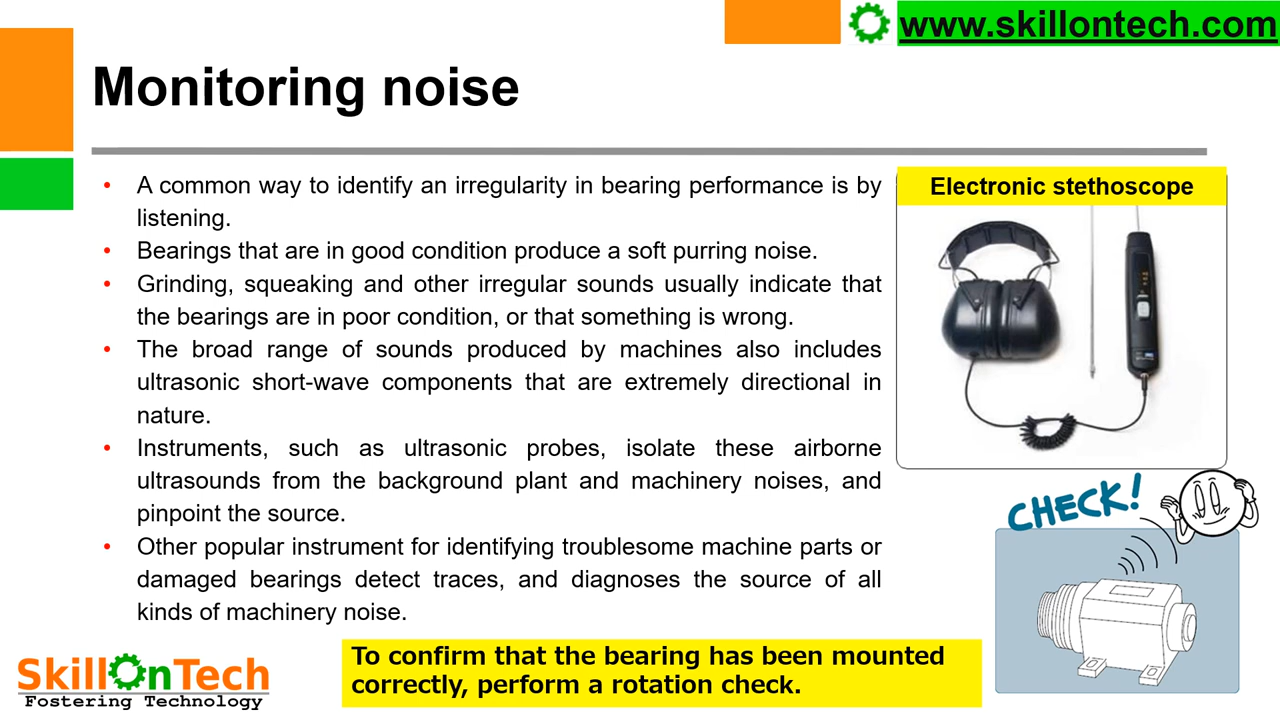 www.skillontech.com
Monitoring noise
• A common way to identify an irregularity in bearing performance is by
listening.
• Bearings that are in good condition produce a soft purring noise.
• Grinding, squeaking and other irregular sounds usually indicate that
the bearings are in poor condition, or that something is wrong.
• The broad range of sounds produced by machines also includes
ultrasonic short-wave components that are extremely directional in
nature.
• Instruments, such as ultrasonic probes, isolate these airborne
ultrasounds from the background plant and machinery noises, and
pinpoint the source.
• Other popular instrument for identifying troublesome machine parts or
damaged bearings detect traces, and diagnoses the source of all
kinds of machinery noise.
Electronic stethoscope
CHECK!
To confirm that the bearing has been mounted
correctly, perform a rotation check.
SkillOnTech
Fostering Technology